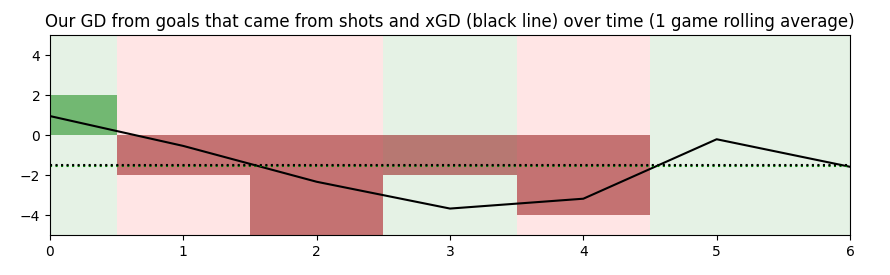 Our GD from goals that came from shots and xGD (black line) over time (1 game rolling average)
4
2
0
−2
−4
0 1 2 3 4 5 6